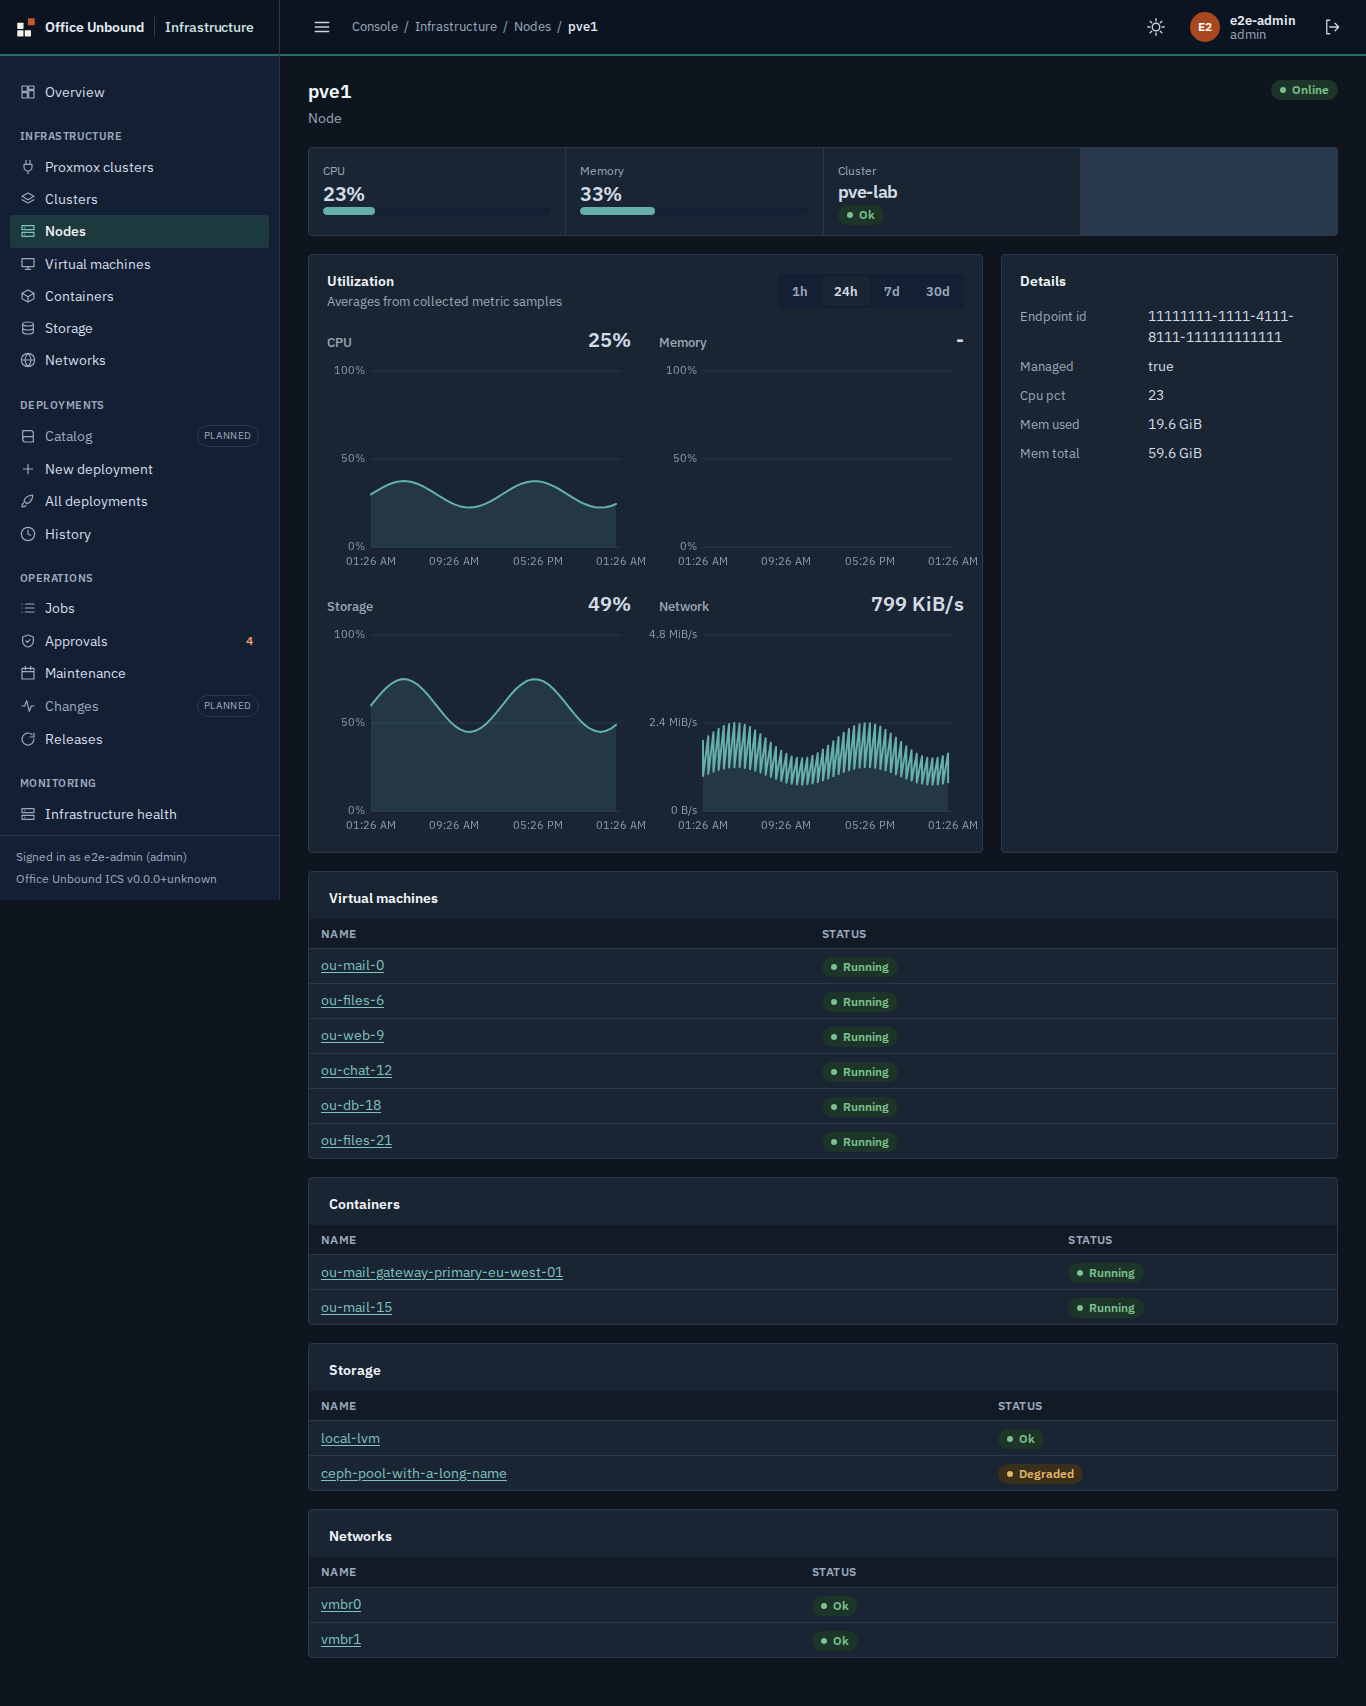 Office Unbound Infrastructure
Console / Infrastructure / Nodes / pve1
E2
e2e-admin
admin
Overview
INFRASTRUCTURE
Proxmox clusters
Clusters
Nodes
Virtual machines
Containers
Storage
Networks
DEPLOYMENTS
Catalog PLANNED
New deployment
All deployments
History
OPERATIONS
Jobs
Approvals 4
Maintenance
Changes PLANNED
Releases
MONITORING
Infrastructure health
Signed in as e2e-admin (admin)
Office Unbound ICS v0.0.0+unknown
pve1
Node
Online
CPU
23%
Memory
33%
Cluster
pve-lab
Ok
Utilization
Averages from collected metric samples
1h 24h 7d 30d
CPU 25%
100%
50%
0%
01:26 AM 09:26 AM 05:26 PM 01:26 AM
Memory -
100%
50%
0%
01:26 AM 09:26 AM 05:26 PM 01:26 AM
Storage 49%
100%
50%
0%
01:26 AM 09:26 AM 05:26 PM 01:26 AM
Network 799 KiB/s
4.8 MiB/s
2.4 MiB/s
0 B/s
01:26 AM 09:26 AM 05:26 PM 01:26 AM
Details
Endpoint id 11111111-1111-4111-
8111-111111111111
Managed true
Cpu pct 23
Mem used 19.6 GiB
Mem total 59.6 GiB
Virtual machines
NAME STATUS
ou-mail-0 Running
ou-files-6 Running
ou-web-9 Running
ou-chat-12 Running
ou-db-18 Running
ou-files-21 Running
Containers
NAME STATUS
ou-mail-gateway-primary-eu-west-01 Running
ou-mail-15 Running
Storage
NAME STATUS
local-lvm Ok
ceph-pool-with-a-long-name Degraded
Networks
NAME STATUS
vmbr0 Ok
vmbr1 Ok